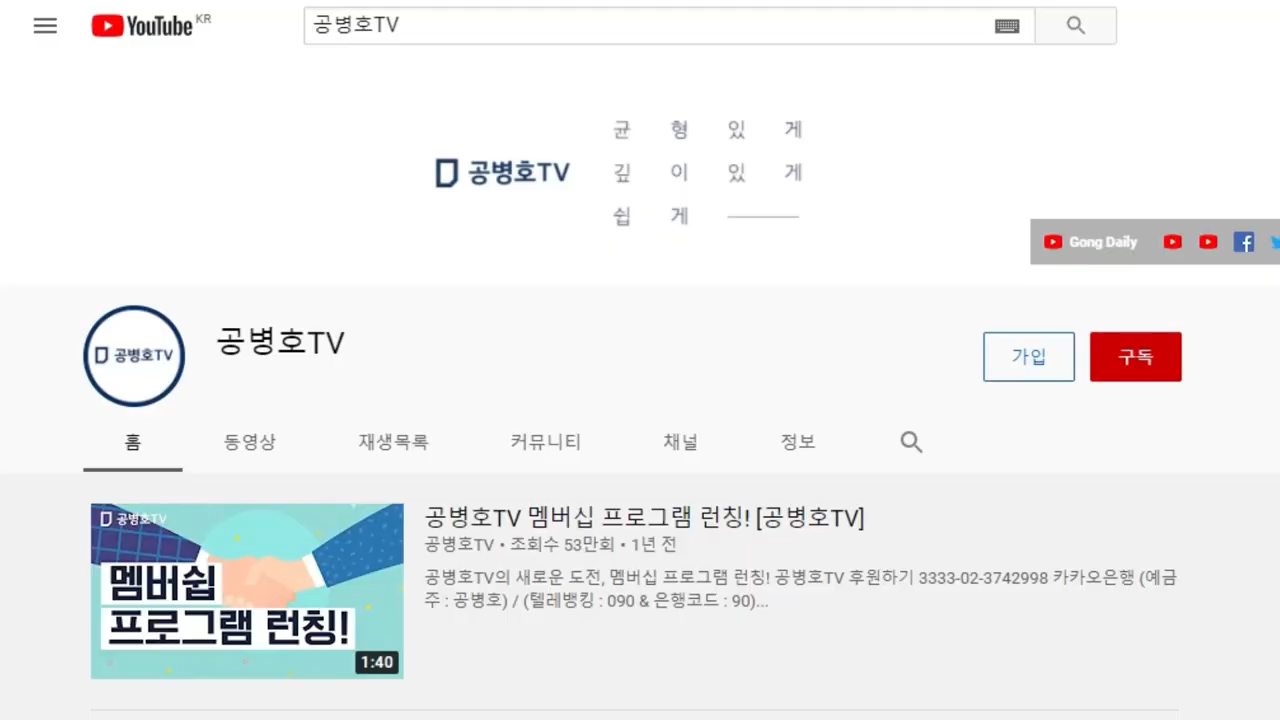 YouTube KR
공병호TV
균형있게
공병호TV
깊이있게
쉽게
Gong Daily
공병호TV
공병호TV
가입
구독
홈
동영상
재생목록
커뮤니티
채널
정보
공병호TV
멤버쉽
프로그램 런칭!
1:40
공병호TV 멤버십 프로그램 런칭! [공병호TV]
공병호TV • 조회수 53만회 • 1년 전
공병호TV의 새로운 도전, 멤버십 프로그램 런칭! 공병호TV 후원하기 3333-02-3742998 카카오은행 (예금
주 : 공병호) / (텔레뱅킹 : 090 & 은행코드 : 90)...